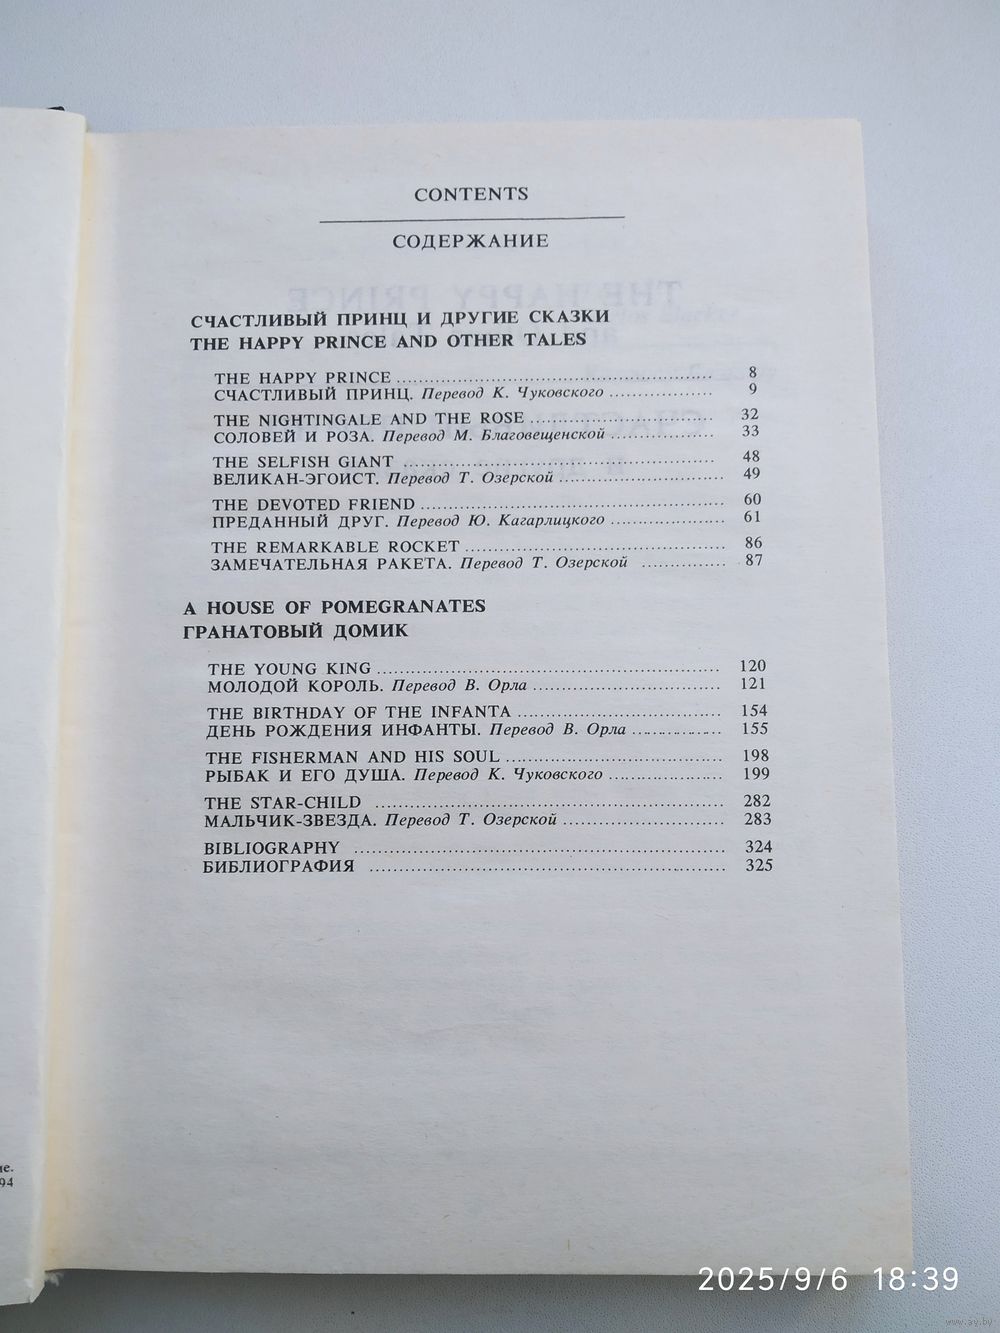 CONTENTS
СОДЕРЖАНИЕ
СЧАСТЛИВЫЙ ПРИНЦ И ДРУГИЕ СКАЗКИ
THE HAPPY PRINCE AND OTHER TALES
THE HAPPY PRINCE ........ 8
СЧАСТЛИВЫЙ ПРИНЦ. Перевод К. Чуковского ........ 9
THE NIGHTINGALE AND THE ROSE ........ 32
СОЛОВЕЙ И РОЗА. Перевод М. Благовещенской ........ 33
THE SELFISH GIANT ........ 48
ВЕЛИКАН-ЭГОИСТ. Перевод Т. Озерской ........ 49
THE DEVOTED FRIEND ........ 60
ПРЕДАННЫЙ ДРУГ. Перевод Ю. Кагарлицкого ........ 61
THE REMARKABLE ROCKET ........ 86
ЗАМЕЧАТЕЛЬНАЯ РАКЕТА. Перевод Т. Озерской ........ 87
A HOUSE OF POMEGRANATES
ГРАНАТОВЫЙ ДОМИК
THE YOUNG KING ........ 120
МОЛОДОЙ КОРОЛЬ. Перевод В. Орла ........ 121
THE BIRTHDAY OF THE INFANTA ........ 154
ДЕНЬ РОЖДЕНИЯ ИНФАНТЫ. Перевод В. Орла ........ 155
THE FISHERMAN AND HIS SOUL ........ 198
РЫБАК И ЕГО ДУША. Перевод К. Чуковского ........ 199
THE STAR-CHILD ........ 282
МАЛЬЧИК-ЗВЕЗДА. Перевод Т. Озерской ........ 283
BIBLIOGRAPHY ........ 324
БИБЛИОГРАФИЯ ........ 325
94
2025/9/6 18:39
www.ay.by